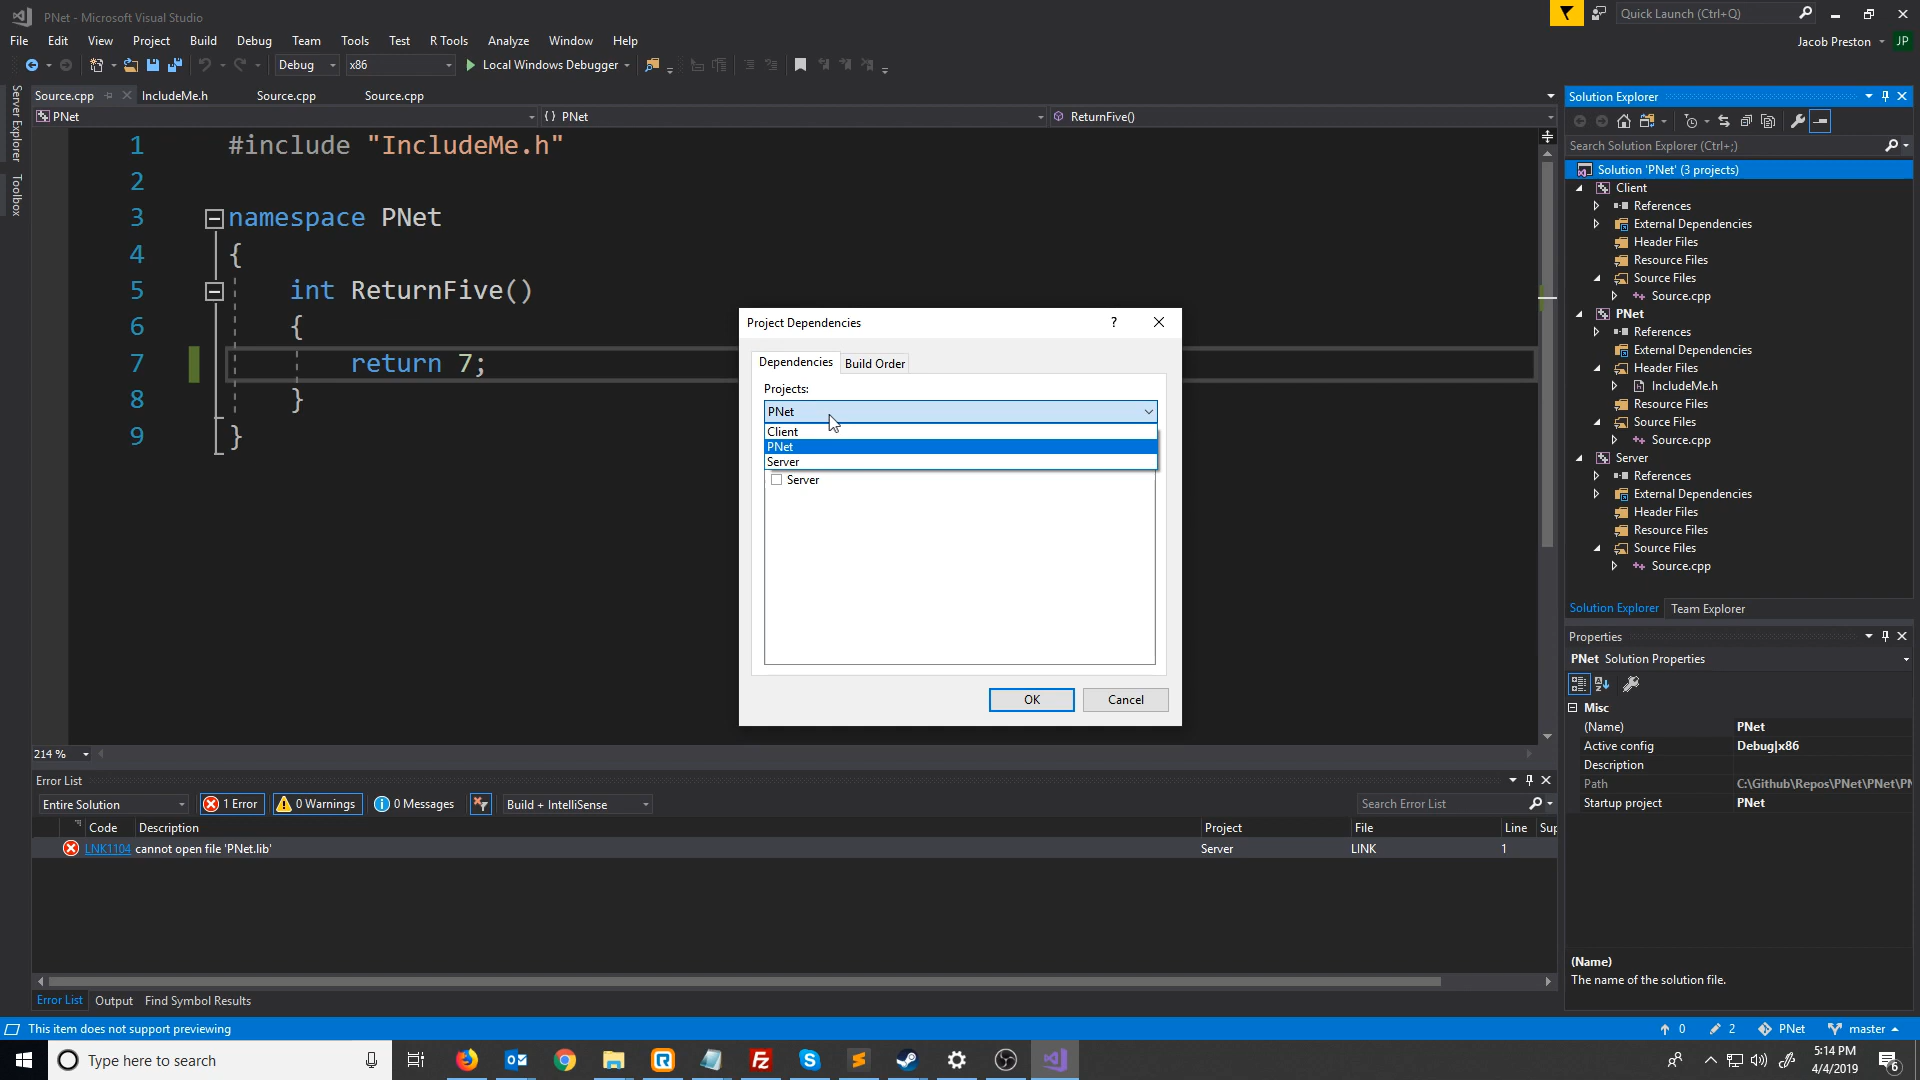 PNet - Microsoft Visual Studio
Quick Launch (Ctrl+Q)
File Edit View Project Build Debug Team Tools Test R Tools Analyze Window Help
Jacob Preston JP
Debug x86 Local Windows Debugger
Server Explorer
Toolbox
Source.cpp IncludeMe.h Source.cpp Source.cpp
PNet {} PNet ReturnFive()
1 #include "IncludeMe.h"
2
3 namespace PNet
4 {
5 int ReturnFive()
6 {
7 return 7;
8 }
9 }
214 %
Project Dependencies ?
Dependencies Build Order
Projects:
PNet
Client
PNet
Server
Server
OK Cancel
Solution Explorer
Search Solution Explorer (Ctrl+;)
Solution 'PNet' (3 projects)
Client
References
External Dependencies
Header Files
Resource Files
Source Files
Source.cpp
PNet
References
External Dependencies
Header Files
IncludeMe.h
Resource Files
Source Files
Source.cpp
Server
References
External Dependencies
Header Files
Resource Files
Source Files
Source.cpp
Solution Explorer Team Explorer
Properties
PNet Solution Properties
Misc
(Name) PNet
Active config Debug|x86
Description
Path C:\Github\Repos\PNet\PNet\PN
Startup project PNet
(Name)
The name of the solution file.
Error List
Entire Solution 1 Error 0 Warnings 0 Messages Build + IntelliSense Search Error List
Code Description Project File Line Sup
LNK1104 cannot open file 'PNet.lib' Server LINK 1
Error List Output Find Symbol Results
This item does not support previewing 0 2 PNet master
Type here to search
5:14 PM
4/4/2019
6